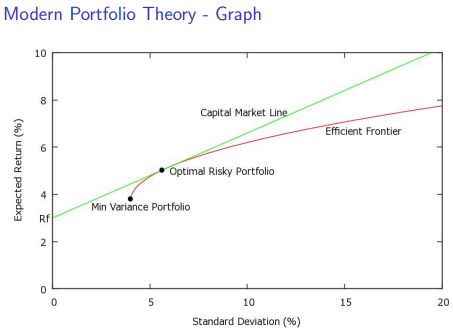 Modern Portfolio Theory - Graph
10
8
6
4
2
0
Expected Return (%)
Capital Market Line
Efficient Frontier
Optimal Risky Portfolio
Min Variance Portfolio
Rf
0 5 10 15 20
Standard Deviation (%)